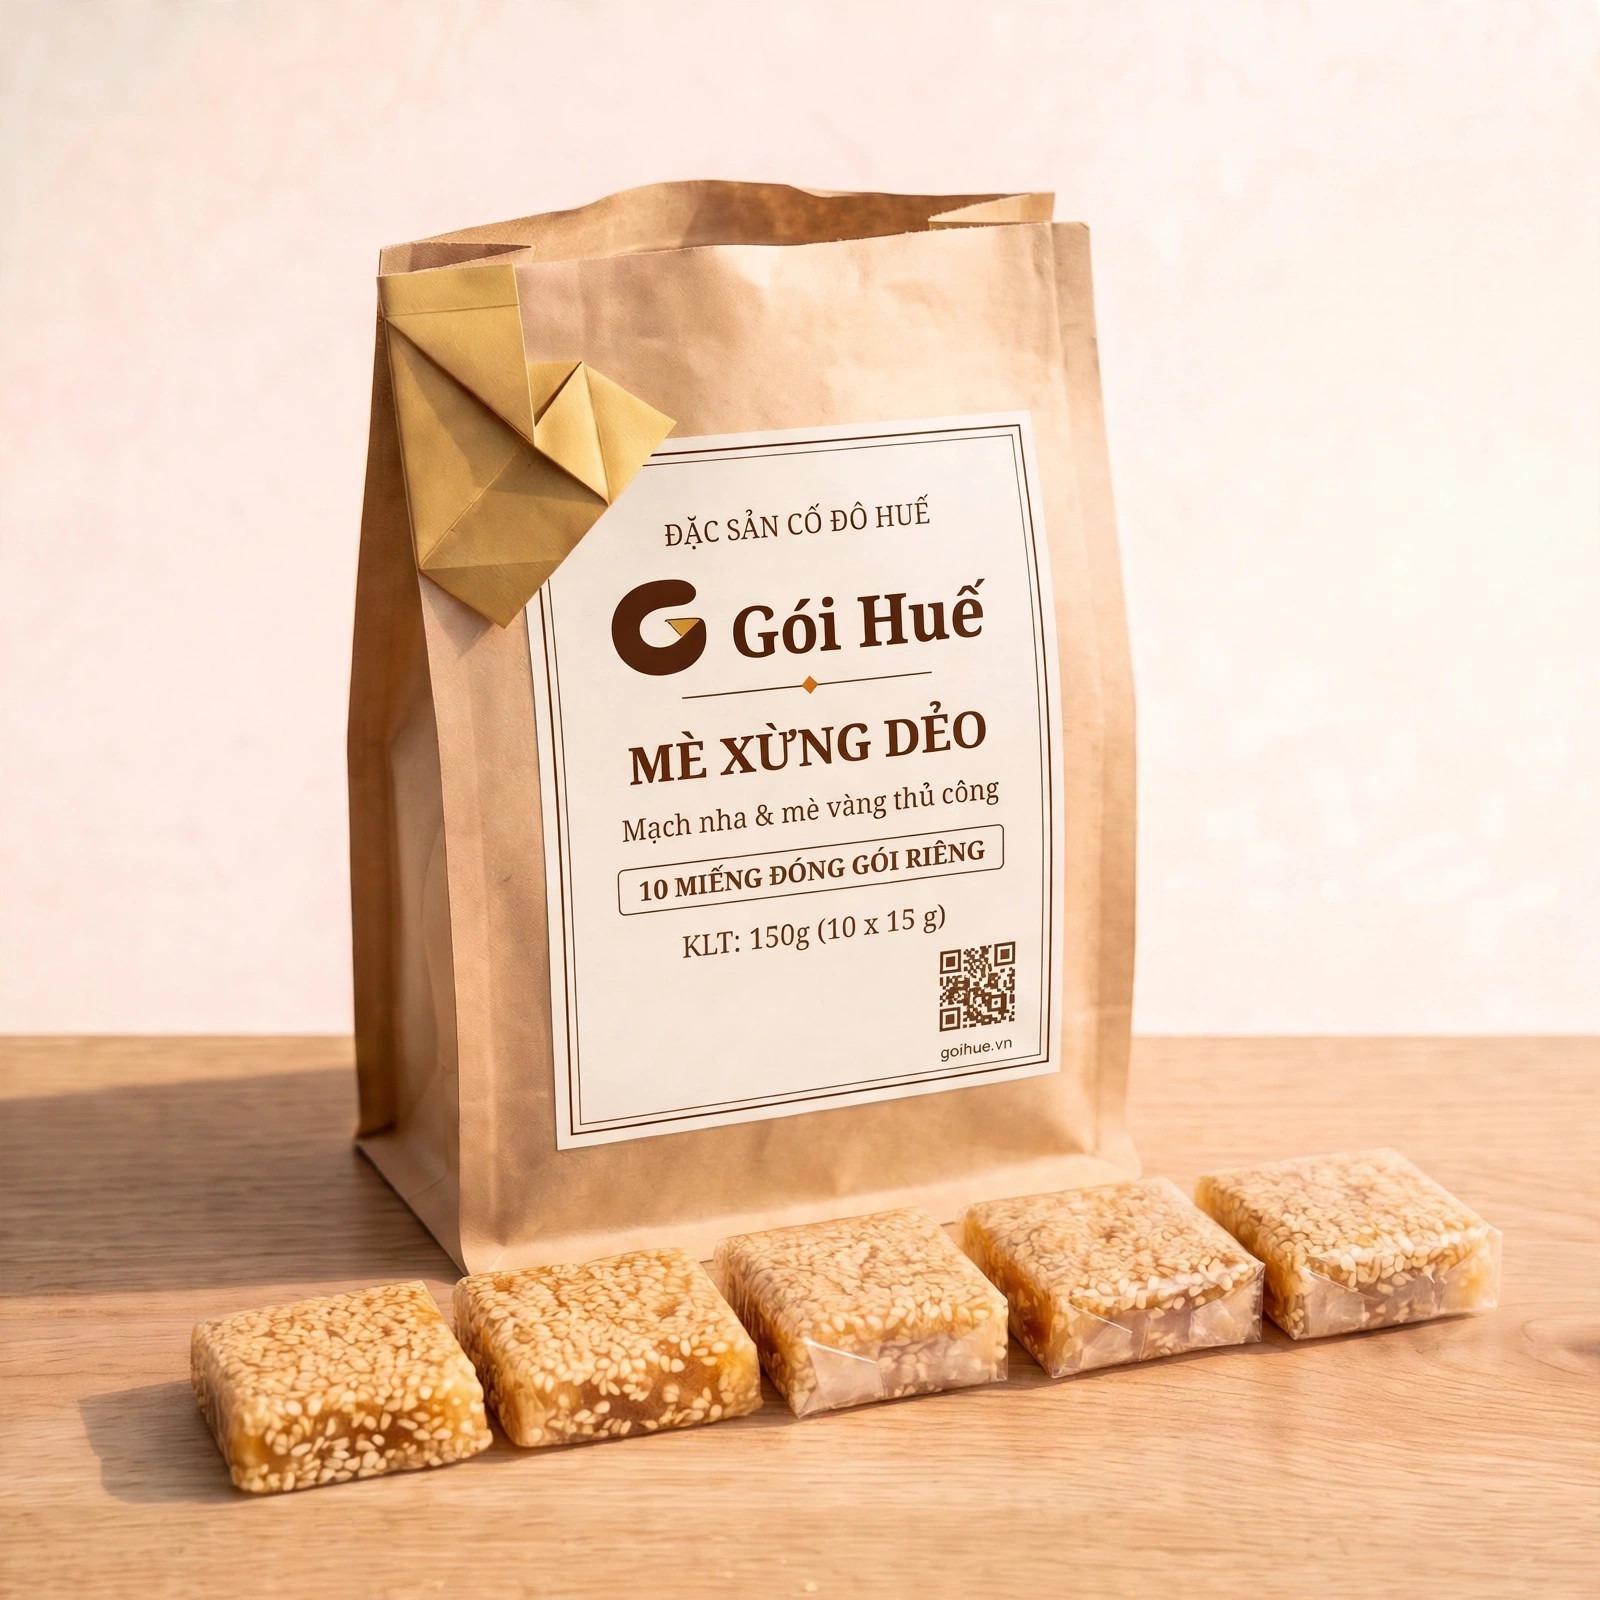 ĐẶC SẢN CỐ ĐÔ HUẾ
Gói Huế
MÈ XỪNG DẺO
Mạch nha & mè vàng thủ công
10 MIẾNG ĐÓNG GÓI RIÊNG
KLT: 150g (10 x 15 g)
goihue.vn